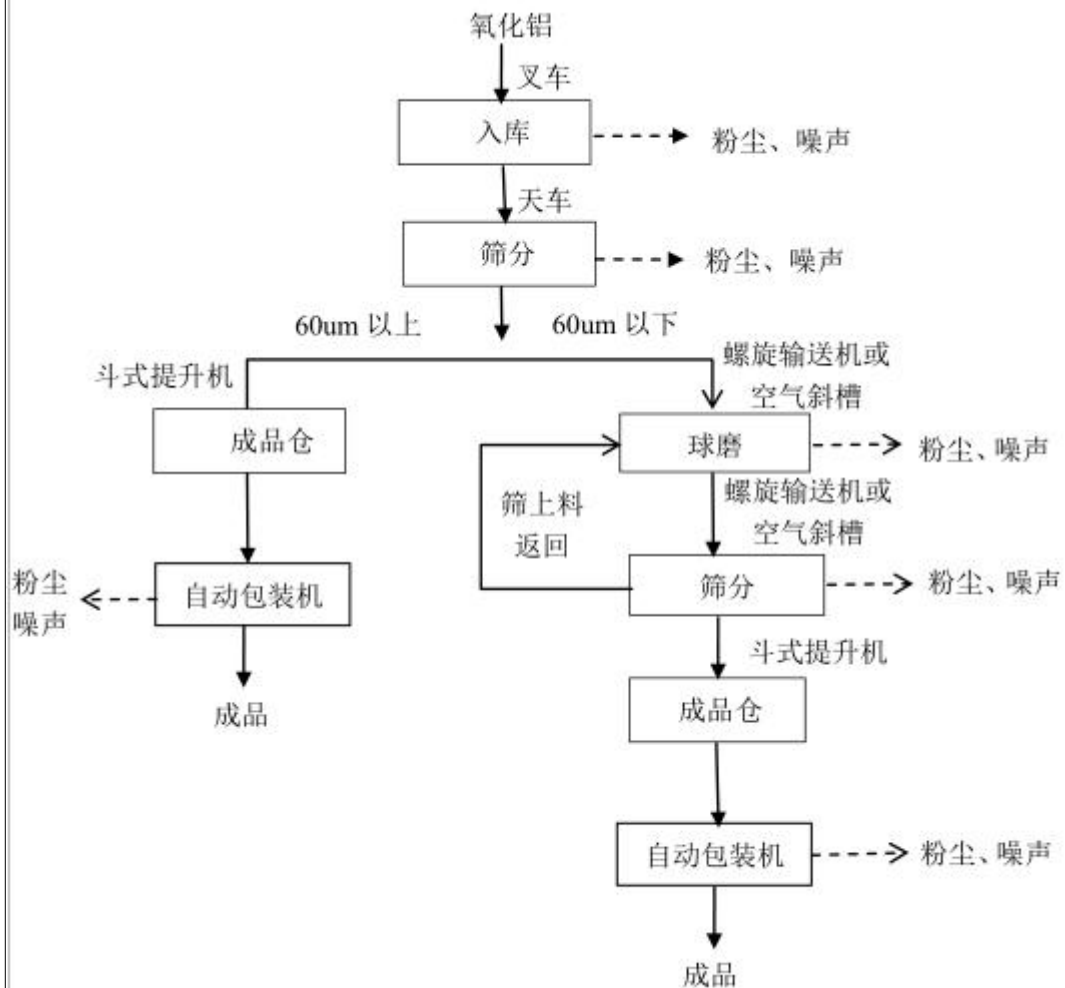 氧化铝
叉车
入库
粉尘、噪声
天车
筛分
粉尘、噪声
60um 以上
60um 以下
斗式提升机
螺旋输送机或
空气斜槽
成品仓
球磨
粉尘、噪声
筛上料
返回
螺旋输送机或
空气斜槽
粉尘
噪声
自动包装机
筛分
粉尘、噪声
成品
斗式提升机
成品仓
自动包装机
粉尘、噪声
成品